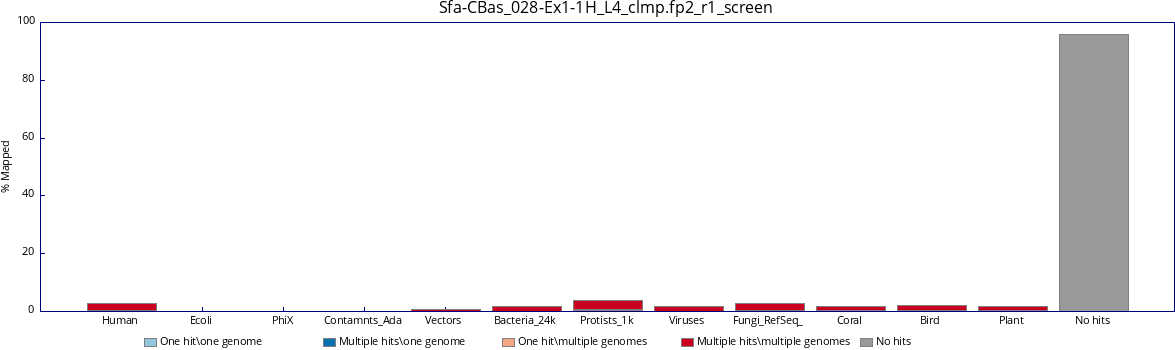 Sfa-CBas_028-Ex1-1H_L4_clmp.fp2_r1_screen
100
80
60
40
20
0
% Mapped
Human Ecoli PhiX Contamnts_Ada Vectors Bacteria_24k Protists_1k Viruses Fungi_RefSeq_ Coral Bird Plant No hits
One hit\one genome Multiple hits\one genome One hit\multiple genomes Multiple hits\multiple genomes No hits